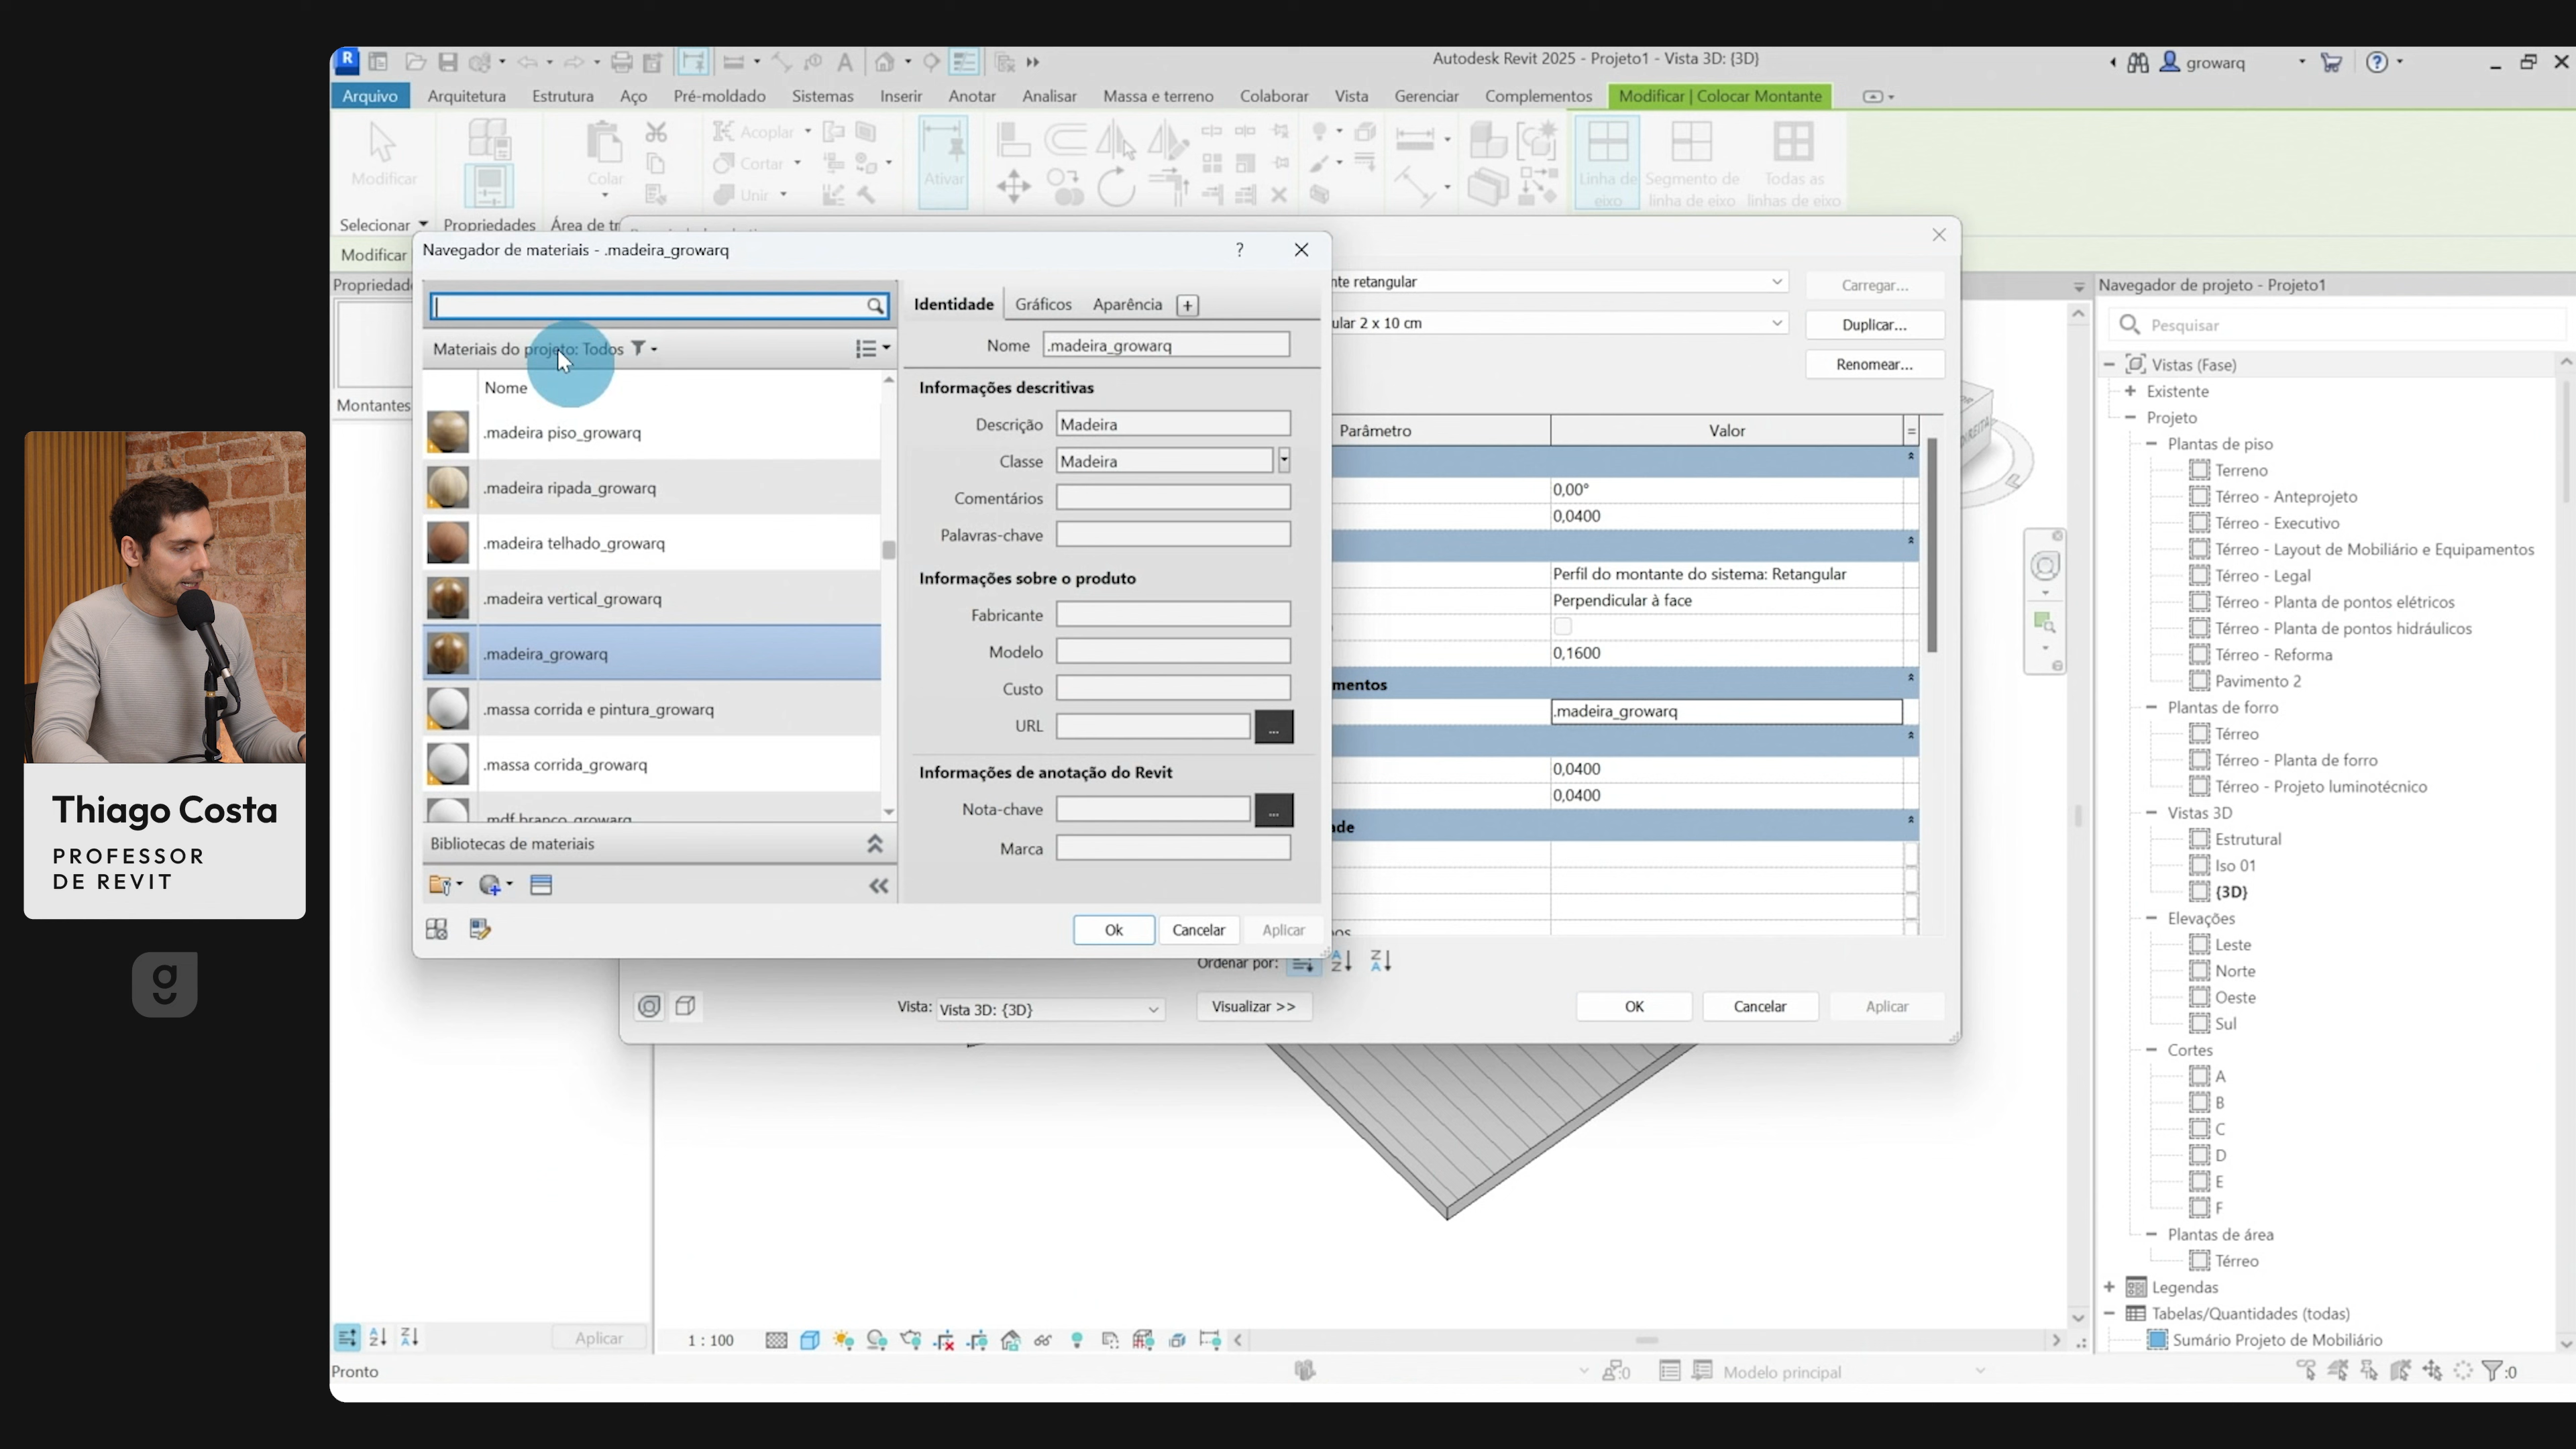 R
A
Autodesk Revit 2025 - Projeto1 - Vista 3D: {3D}
growarq
?
Arquivo
Arquitetura
Estrutura
Aço
Pré-moldado
Sistemas
Inserir
Anotar
Analisar
Massa e terreno
Colaborar
Vista
Gerenciar
Complementos
Modificar | Colocar Montante
Modificar
Colar
Acoplar
Cortar
Unir
Ativar
Linha de
eixo
Segmento de
linha de eixo
Todas as
linhas de eixo
Selecionar
Propriedades
Área de tr
Modificar
Propriedad
Montantes
Navegador de materiais - .madeira_growarq
?
Materiais do projeto: Todos
Nome
.madeira piso_growarq
.madeira ripada_growarq
.madeira telhado_growarq
.madeira vertical_growarq
.madeira_growarq
.massa corrida e pintura_growarq
.massa corrida_growarq
.mdf branco_growarq
Bibliotecas de materiais
Identidade
Gráficos
Aparência
+
Nome
.madeira_growarq
Informações descritivas
Descrição
Madeira
Classe
Madeira
Comentários
Palavras-chave
Informações sobre o produto
Fabricante
Modelo
Custo
URL
...
Informações de anotação do Revit
Nota-chave
...
Marca
Ok
Cancelar
Aplicar
nte retangular
Carregar...
ular 2 x 10 cm
Duplicar...
Renomear...
Parâmetro
Valor
=
0,00°
0,0400
Perfil do montante do sistema: Retangular
Perpendicular à face
0,1600
mentos
.madeira_growarq
0,0400
0,0400
ade
os
Ordenar por:
Vista:
Vista 3D: {3D}
Visualizar >>
OK
Cancelar
Aplicar
DIREITA
Navegador de projeto - Projeto1
Pesquisar
Vistas (Fase)
Existente
Projeto
Plantas de piso
Terreno
Térreo - Anteprojeto
Térreo - Executivo
Térreo - Layout de Mobiliário e Equipamentos
Térreo - Legal
Térreo - Planta de pontos elétricos
Térreo - Planta de pontos hidráulicos
Térreo - Reforma
Pavimento 2
Plantas de forro
Térreo
Térreo - Planta de forro
Térreo - Projeto luminotécnico
Vistas 3D
Estrutural
Iso 01
{3D}
Elevações
Leste
Norte
Oeste
Sul
Cortes
A
B
C
D
E
F
Plantas de área
Térreo
Legendas
Tabelas/Quantidades (todas)
Sumário Projeto de Mobiliário
Thiago Costa
PROFESSOR
DE REVIT
g
Aplicar
1 : 100
Pronto
:0
Modelo principal
:0